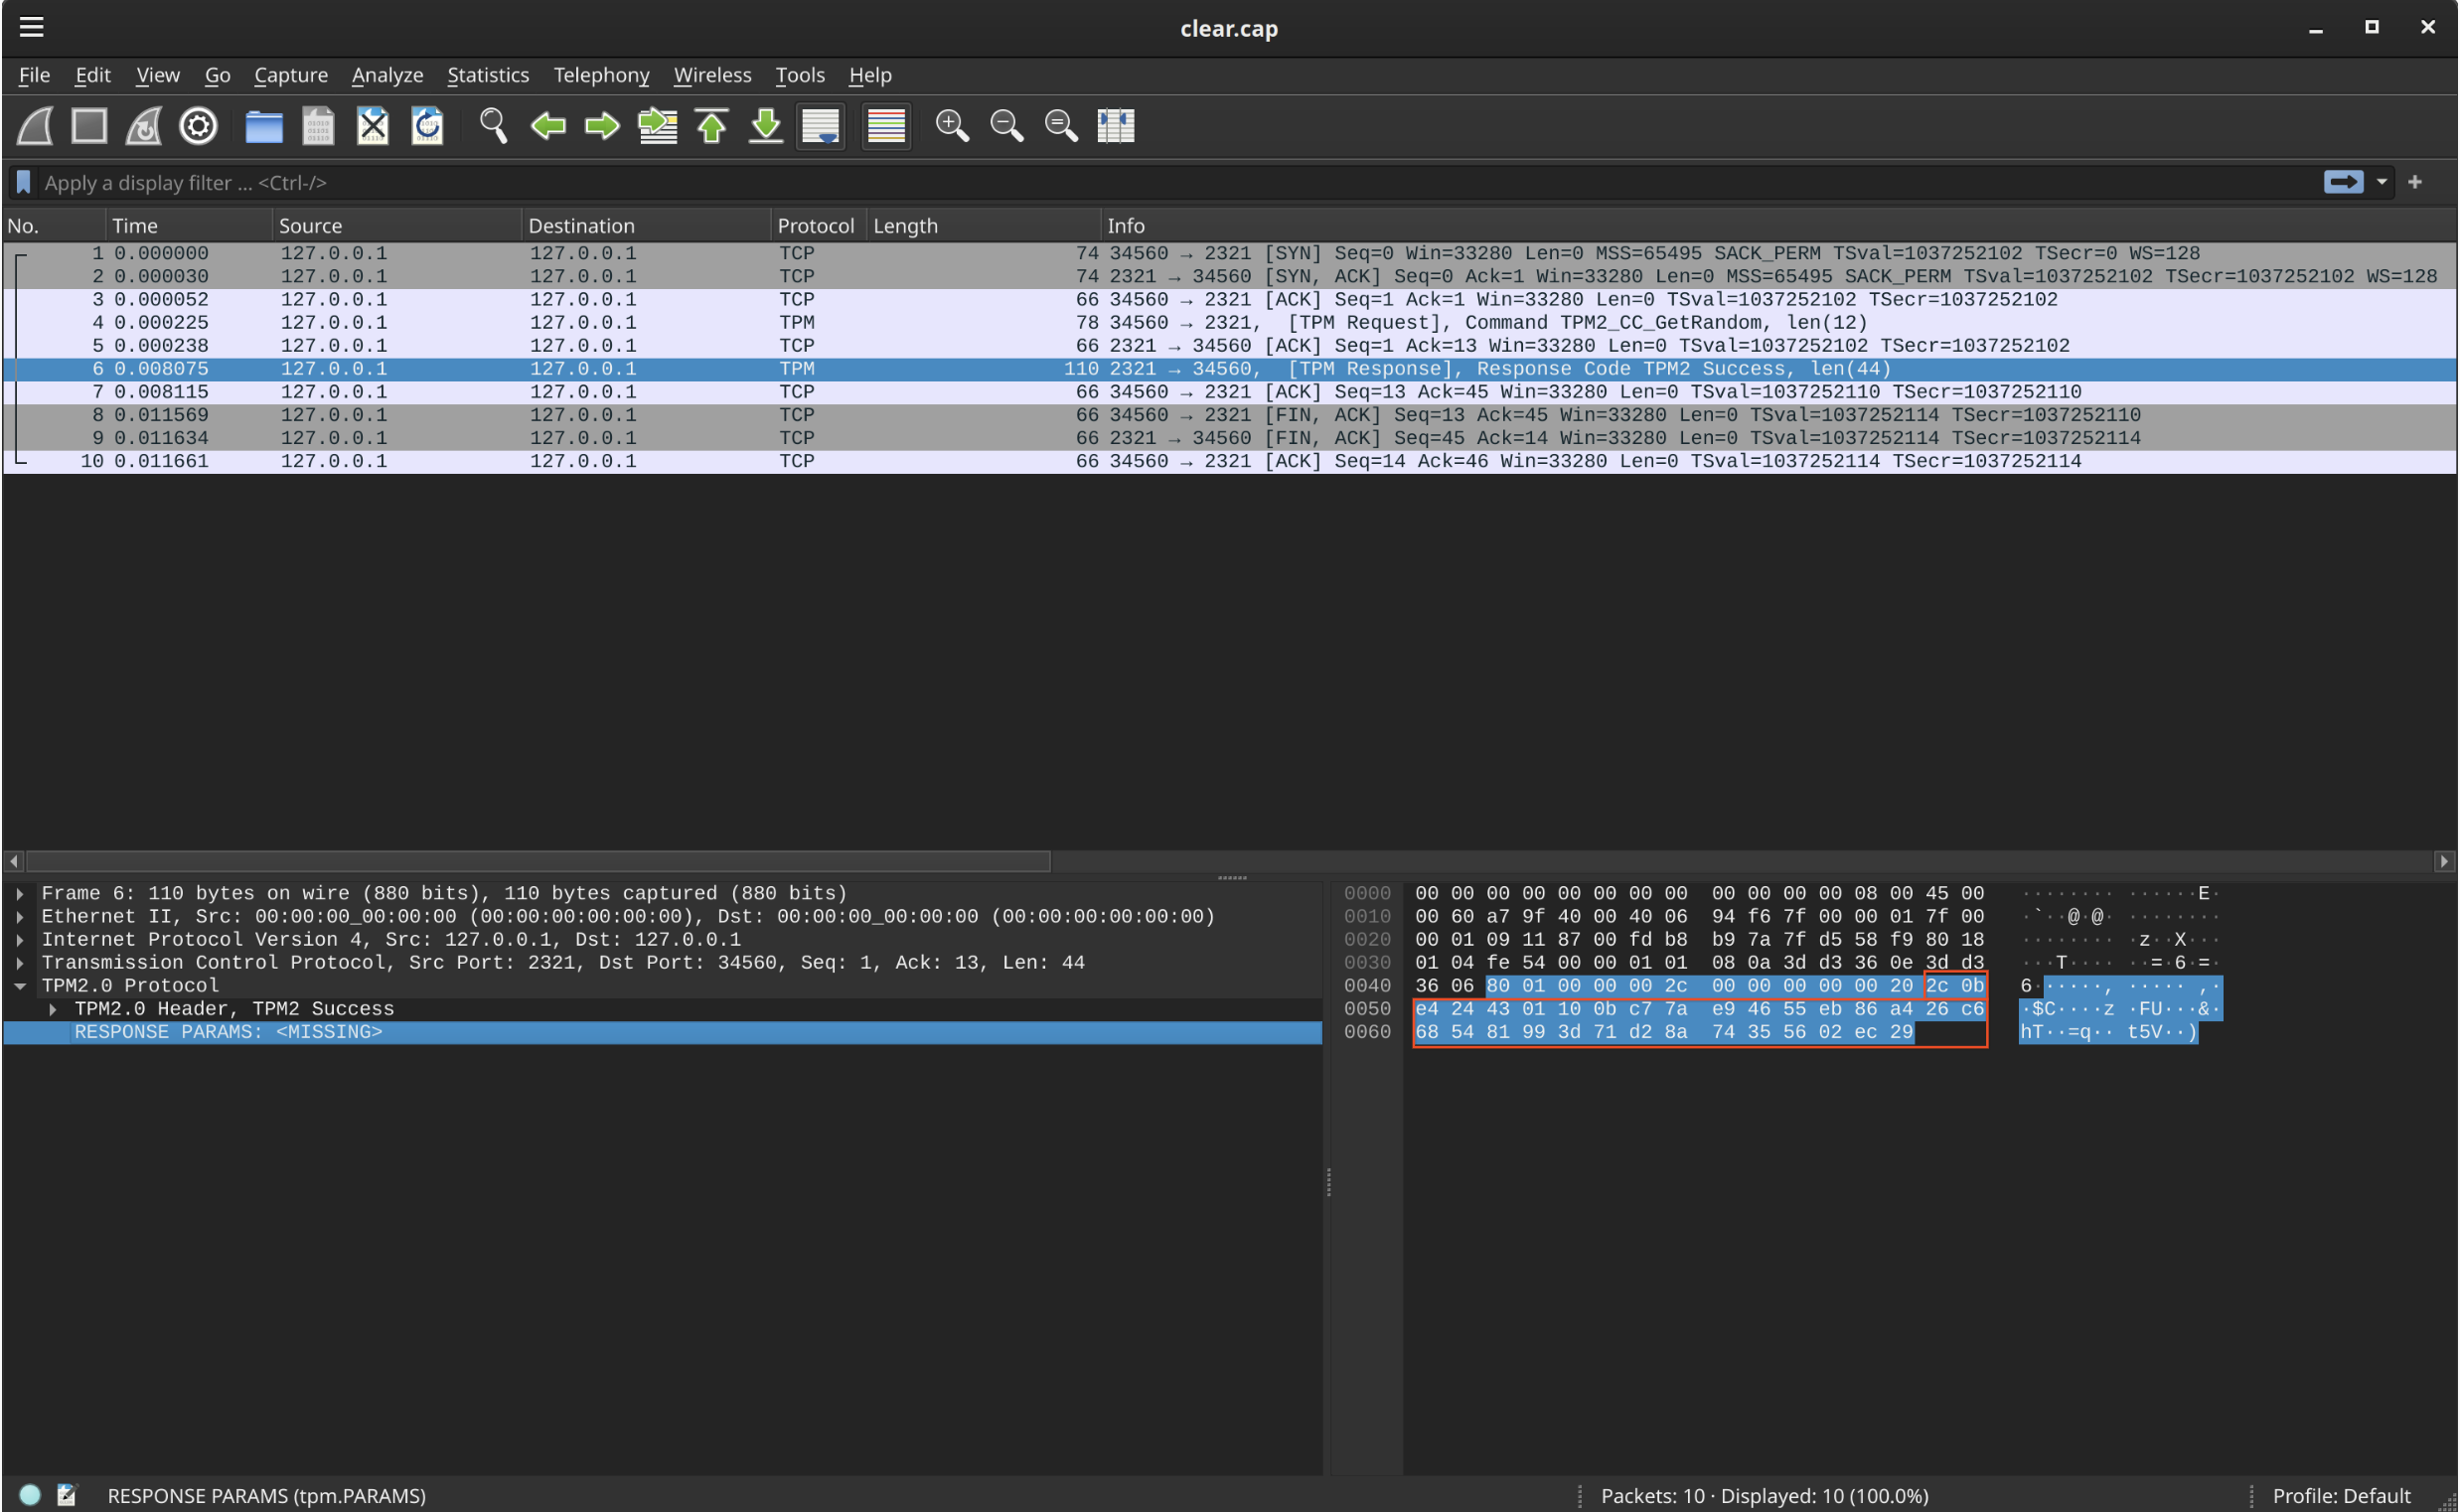 clear.cap
File Edit View Go Capture Analyze Statistics Telephony Wireless Tools Help
Apply a display filter ... <Ctrl-/>
No. Time Source Destination Protocol Length Info
1 0.000000 127.0.0.1 127.0.0.1 TCP 74 34560 → 2321 [SYN] Seq=0 Win=33280 Len=0 MSS=65495 SACK_PERM TSval=1037252102 TSecr=0 WS=128
2 0.000030 127.0.0.1 127.0.0.1 TCP 74 2321 → 34560 [SYN, ACK] Seq=0 Ack=1 Win=33280 Len=0 MSS=65495 SACK_PERM TSval=1037252102 TSecr=1037252102 WS=128
3 0.000052 127.0.0.1 127.0.0.1 TCP 66 34560 → 2321 [ACK] Seq=1 Ack=1 Win=33280 Len=0 TSval=1037252102 TSecr=1037252102
4 0.000225 127.0.0.1 127.0.0.1 TPM 78 34560 → 2321, [TPM Request], Command TPM2_CC_GetRandom, len(12)
5 0.000238 127.0.0.1 127.0.0.1 TCP 66 2321 → 34560 [ACK] Seq=1 Ack=13 Win=33280 Len=0 TSval=1037252102 TSecr=1037252102
6 0.008075 127.0.0.1 127.0.0.1 TPM 110 2321 → 34560, [TPM Response], Response Code TPM2 Success, len(44)
7 0.008115 127.0.0.1 127.0.0.1 TCP 66 34560 → 2321 [ACK] Seq=13 Ack=45 Win=33280 Len=0 TSval=1037252110 TSecr=1037252110
8 0.011569 127.0.0.1 127.0.0.1 TCP 66 34560 → 2321 [FIN, ACK] Seq=13 Ack=45 Win=33280 Len=0 TSval=1037252114 TSecr=1037252110
9 0.011634 127.0.0.1 127.0.0.1 TCP 66 2321 → 34560 [FIN, ACK] Seq=45 Ack=14 Win=33280 Len=0 TSval=1037252114 TSecr=1037252114
10 0.011661 127.0.0.1 127.0.0.1 TCP 66 34560 → 2321 [ACK] Seq=14 Ack=46 Win=33280 Len=0 TSval=1037252114 TSecr=1037252114
Frame 6: 110 bytes on wire (880 bits), 110 bytes captured (880 bits)
Ethernet II, Src: 00:00:00_00:00:00 (00:00:00:00:00:00), Dst: 00:00:00_00:00:00 (00:00:00:00:00:00)
Internet Protocol Version 4, Src: 127.0.0.1, Dst: 127.0.0.1
Transmission Control Protocol, Src Port: 2321, Dst Port: 34560, Seq: 1, Ack: 13, Len: 44
TPM2.0 Protocol
TPM2.0 Header, TPM2 Success
RESPONSE PARAMS: <MISSING>
0000 00 00 00 00 00 00 00 00 00 00 00 00 08 00 45 00 ········ ······E·
0010 00 60 a7 9f 40 00 40 06 94 f6 7f 00 00 01 7f 00 ·`··@·@· ········
0020 00 01 09 11 87 00 fd b8 b9 7a 7f d5 58 f9 80 18 ········ ·z··X···
0030 01 04 fe 54 00 00 01 01 08 0a 3d d3 36 0e 3d d3 ···T···· ··=·6·=·
0040 36 06 80 01 00 00 00 2c 00 00 00 00 00 20 2c 0b 6······, ····· ,·
0050 e4 24 43 01 10 0b c7 7a e9 46 55 eb 86 a4 26 c6 ·$C····z ·FU···&·
0060 68 54 81 99 3d 71 d2 8a 74 35 56 02 ec 29 hT··=q·· t5V··)
RESPONSE PARAMS (tpm.PARAMS) Packets: 10 · Displayed: 10 (100.0%) Profile: Default